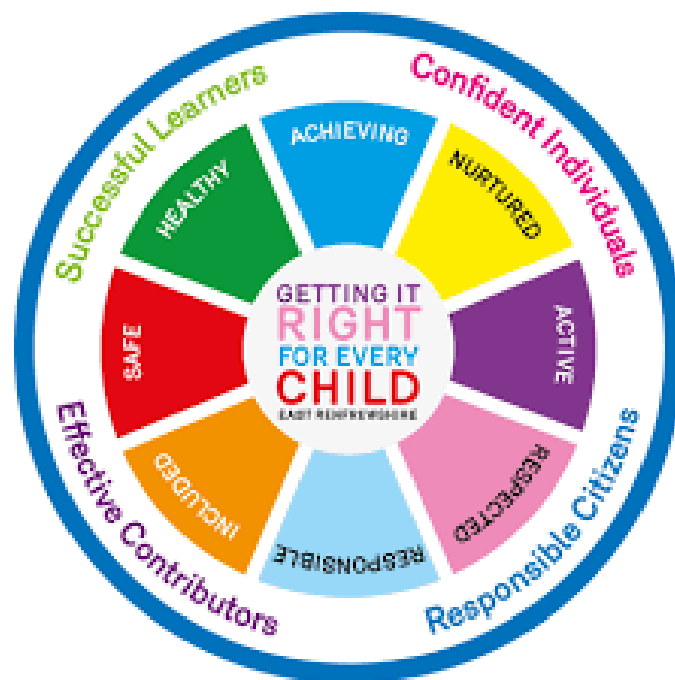 Successful Learners
Confident Individuals
Responsible Citizens
Effective Contributors
ACHIEVING
NURTURED
ACTIVE
RESPECTED
RESPONSIBLE
INCLUDED
SAFE
HEALTHY
GETTING IT
RIGHT
FOR EVERY
CHILD
EAST RENFREWSHIRE